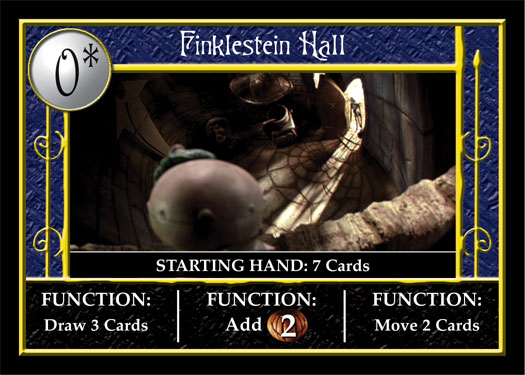 Finklestein Hall
0*
STARTING HAND: 7 Cards
FUNCTION:
Draw 3 Cards
FUNCTION:
Add 2
FUNCTION:
Move 2 Cards